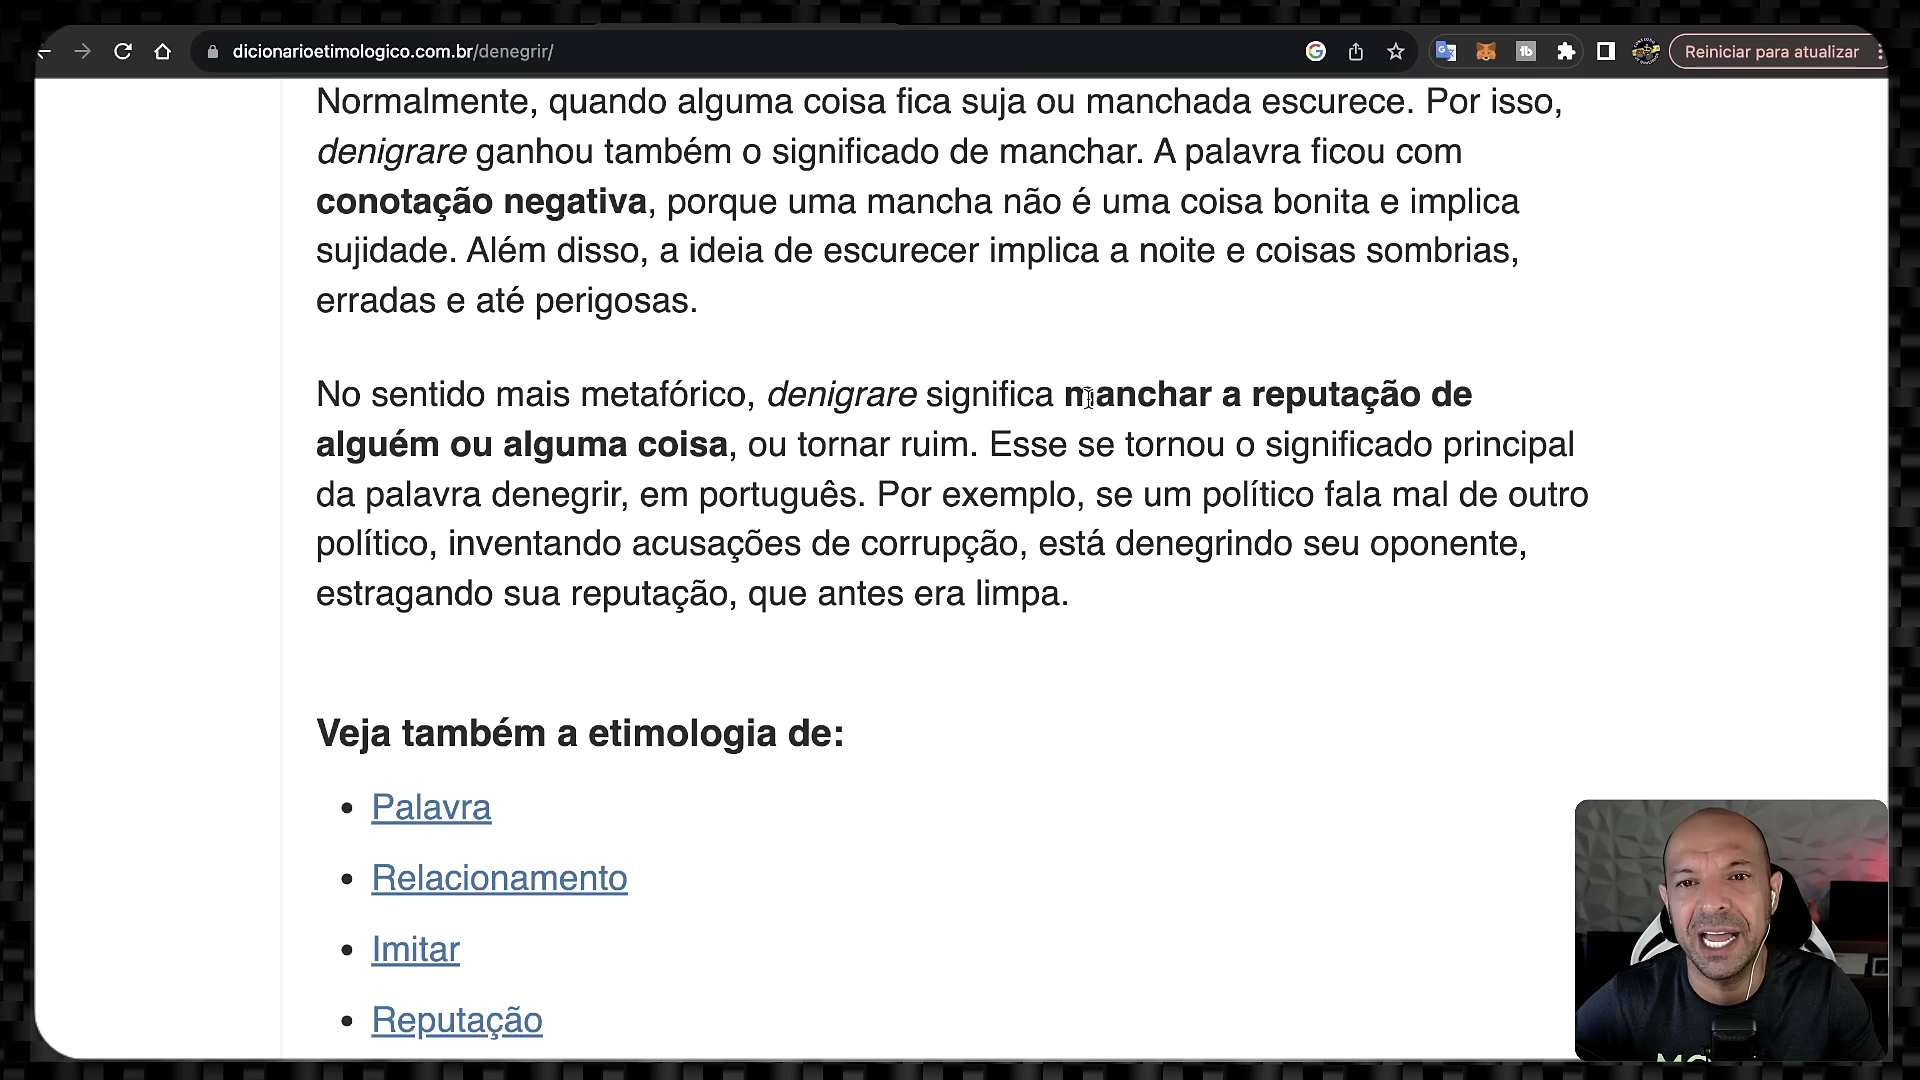 dicionarioetimologico.com.br/denegrir/
Reiniciar para atualizar
Normalmente, quando alguma coisa fica suja ou manchada escurece. Por isso,
denigrare ganhou também o significado de manchar. A palavra ficou com
conotação negativa, porque uma mancha não é uma coisa bonita e implica
sujidade. Além disso, a ideia de escurecer implica a noite e coisas sombrias,
erradas e até perigosas.
No sentido mais metafórico, denigrare significa manchar a reputação de
alguém ou alguma coisa, ou tornar ruim. Esse se tornou o significado principal
da palavra denegrir, em português. Por exemplo, se um político fala mal de outro
político, inventando acusações de corrupção, está denegrindo seu oponente,
estragando sua reputação, que antes era limpa.
Veja também a etimologia de:
• Palavra
• Relacionamento
• Imitar
• Reputação